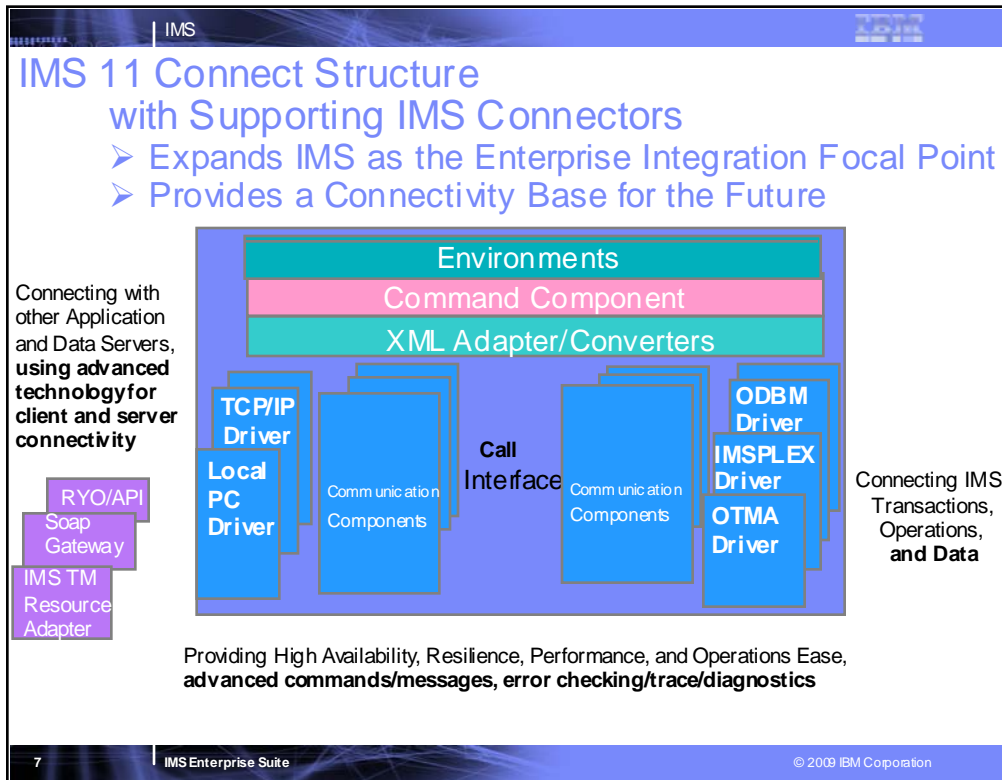 IMS
IBM
IMS 11 Connect Structure
with Supporting IMS Connectors
➢ Expands IMS as the Enterprise Integration Focal Point
➢ Provides a Connectivity Base for the Future
Environments
Command Component
XML Adapter/Converters
Connecting with
other Application
and Data Servers,
using advanced
technology for
client and server
connectivity
RYO/API
Soap
Gateway
IMS TM
Resource
Adapter
TCP/IP
Driver
Local
PC
Driver
Communication
Components
Call
Interface
Communication
Components
ODBM
Driver
IMSPLEX
Driver
OTMA
Driver
Connecting IMS
Transactions,
Operations,
and Data
Providing High Availability, Resilience, Performance, and Operations Ease,
advanced commands/messages, error checking/trace/diagnostics
7
IMS Enterprise Suite
© 2009 IBM Corporation